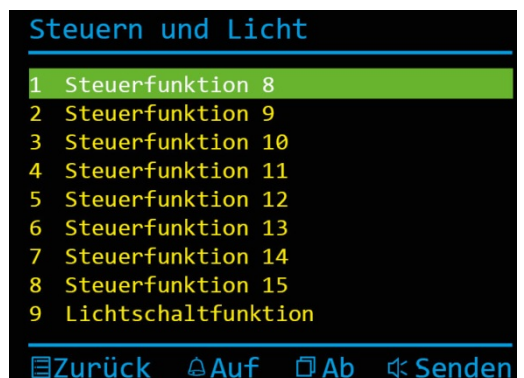 Steuern und Licht
1 Steuerfunktion 8
2 Steuerfunktion 9
3 Steuerfunktion 10
4 Steuerfunktion 11
5 Steuerfunktion 12
6 Steuerfunktion 13
7 Steuerfunktion 14
8 Steuerfunktion 15
9 Lichtschaltfunktion
Zurück Auf Ab Senden